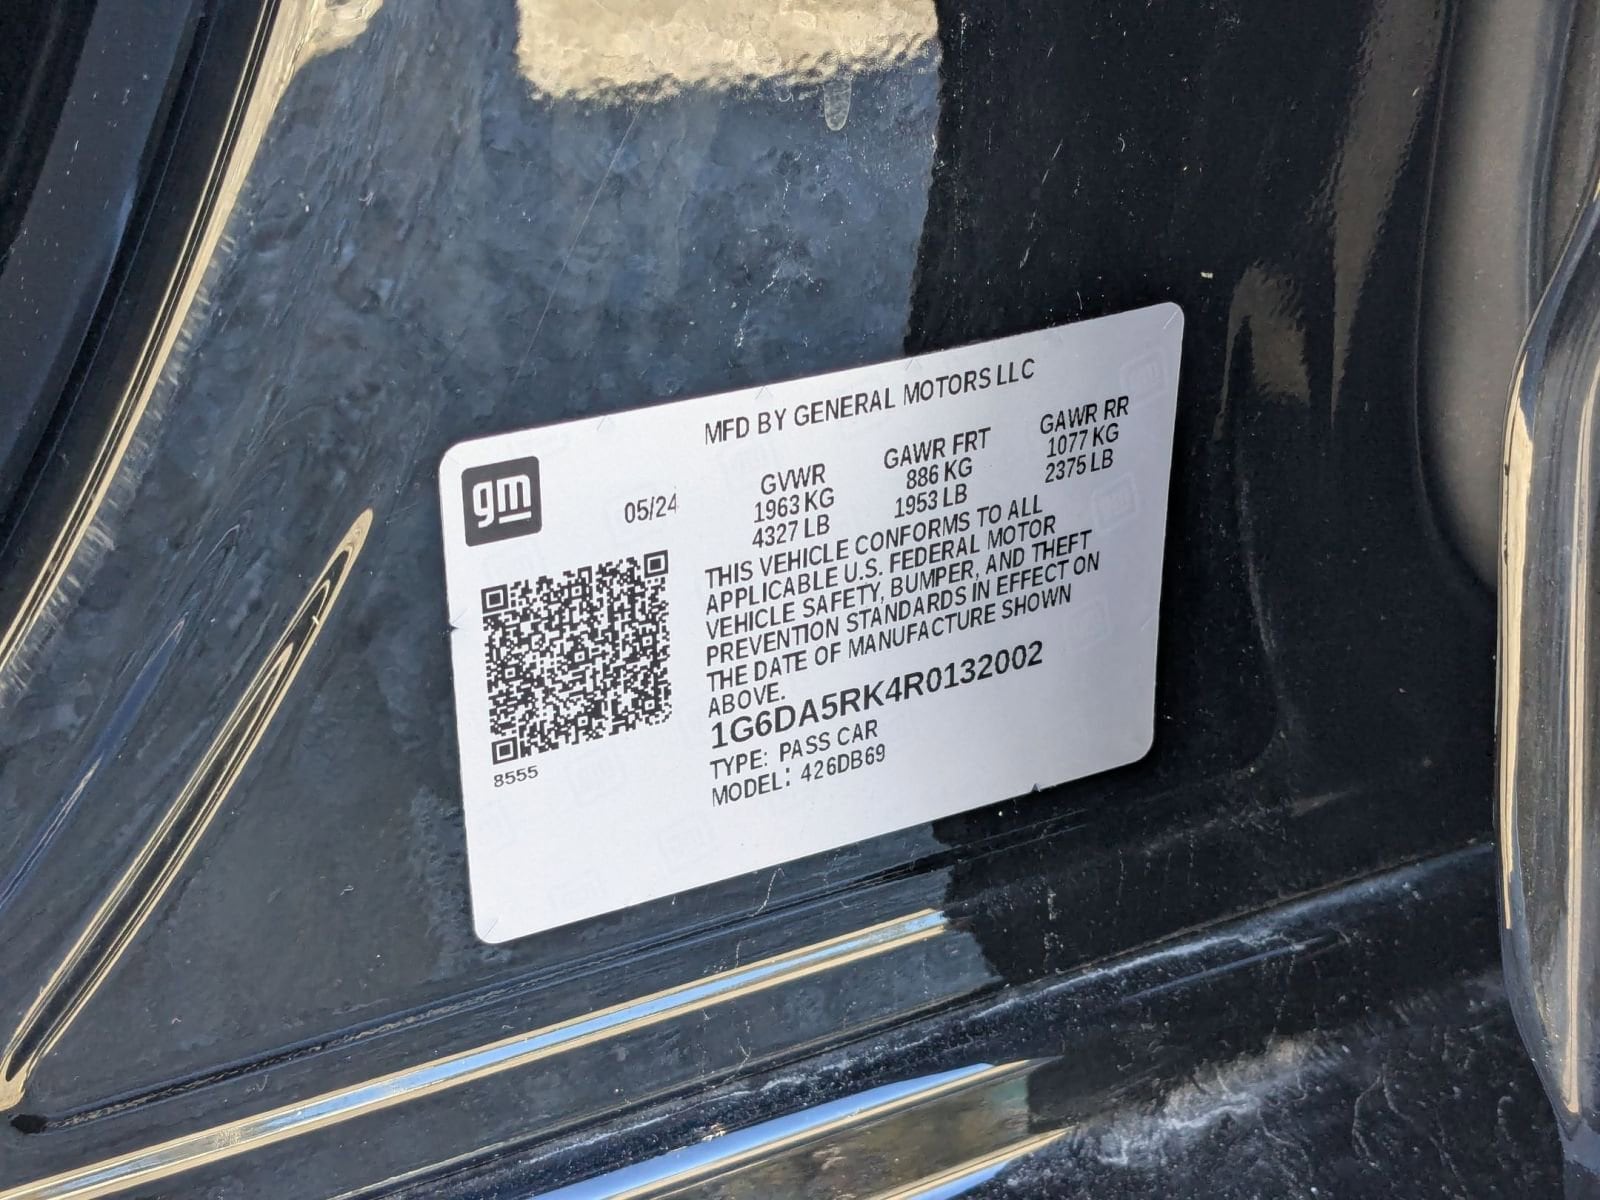 MFD BY GENERAL MOTORS LLC
gm
05/24
GVWR
1963 KG
4327 LB
GAWR FRT
886 KG
1953 LB
GAWR RR
1077 KG
2375 LB
THIS VEHICLE CONFORMS TO ALL
APPLICABLE U.S. FEDERAL MOTOR
VEHICLE SAFETY, BUMPER, AND THEFT
PREVENTION STANDARDS IN EFFECT ON
THE DATE OF MANUFACTURE SHOWN
ABOVE.
1G6DA5RK4R0132002
TYPE: PASS CAR
MODEL: 426DB69
8555